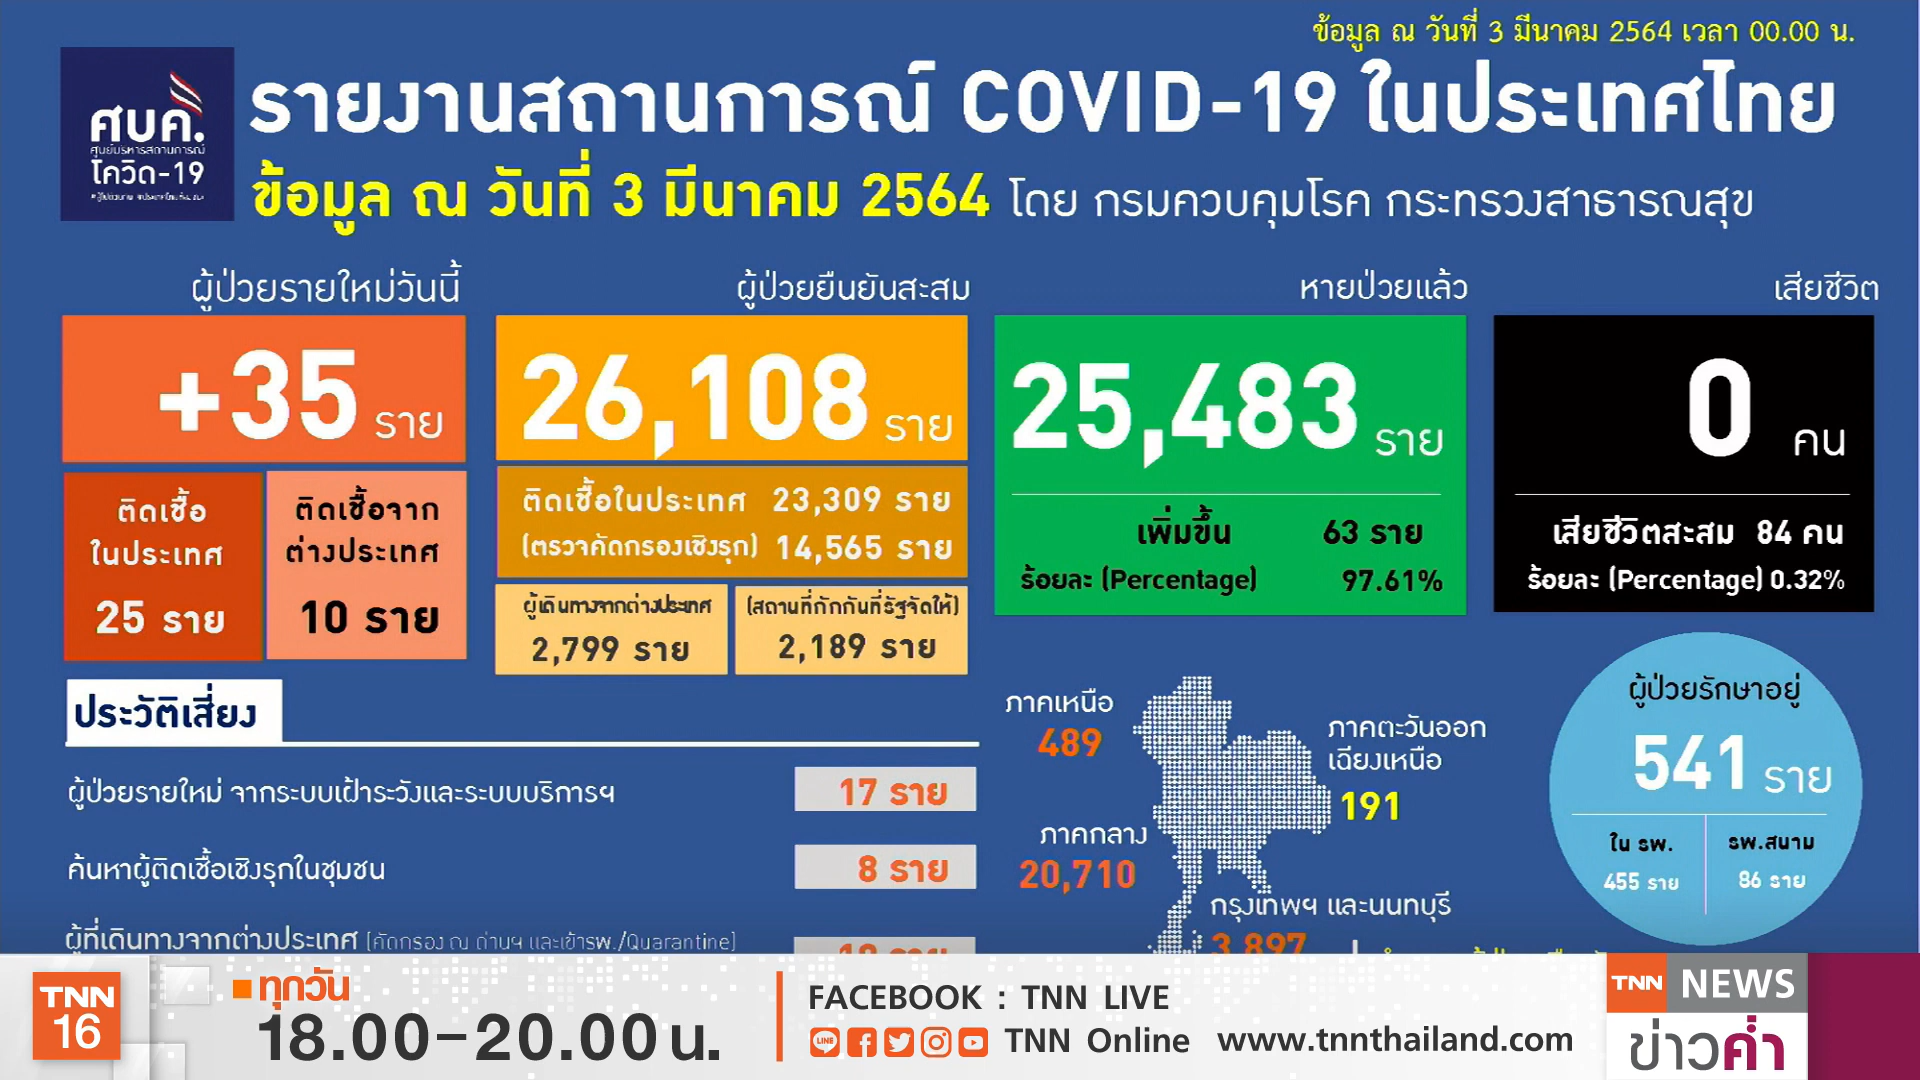 ข้อมูล ณ วันที่ 3 มีนาคม 2564 เวลา 00.00 น.
ศบค.
ศูนย์บริหารสถานการณ์
โควิด-19
รายงานสถานการณ์ COVID-19 ในประเทศไทย
ข้อมูล ณ วันที่ 3 มีนาคม 2564 โดย กรมควบคุมโรค กระทรวงสาธารณสุข
ผู้ป่วยรายใหม่วันนี้
+35 ราย
ติดเชื้อ
ในประเทศ
25 ราย
ติดเชื้อจาก
ต่างประเทศ
10 ราย
ผู้ป่วยยืนยันสะสม
26,108 ราย
ติดเชื้อในประเทศ 23,309 ราย
(ตรวจคัดกรองเชิงรุก) 14,565 ราย
ผู้เดินทางจากต่างประเทศ
2,799 ราย
(สถานที่กักกันที่รัฐจัดให้)
2,189 ราย
หายป่วยแล้ว
25,483 ราย
เพิ่มขึ้น 63 ราย
ร้อยละ (Percentage) 97.61%
เสียชีวิต
0 คน
เสียชีวิตสะสม 84 คน
ร้อยละ (Percentage) 0.32%
ประวัติเสี่ยง
ผู้ป่วยรายใหม่ จากระบบเฝ้าระวังและระบบบริการฯ 17 ราย
ค้นหาผู้ติดเชื้อเชิงรุกในชุมชน 8 ราย
ผู้ที่เดินทางจากต่างประเทศ (คัดกรอง ณ ด่านฯ และเข้ารพ./Quarantine)
ภาคเหนือ
489
ภาคตะวันออก
เฉียงเหนือ
191
ภาคกลาง
20,710
กรุงเทพฯ และนนทบุรี
3,897
ผู้ป่วยรักษาอยู่
541 ราย
ใน รพ.
455 ราย
รพ.สนาม
86 ราย
TNN
16
ทุกวัน
18.00-20.00 น.
FACEBOOK : TNN LIVE
LINE TNN Online www.tnnthailand.com
TNN NEWS
ข่าวค่ำ